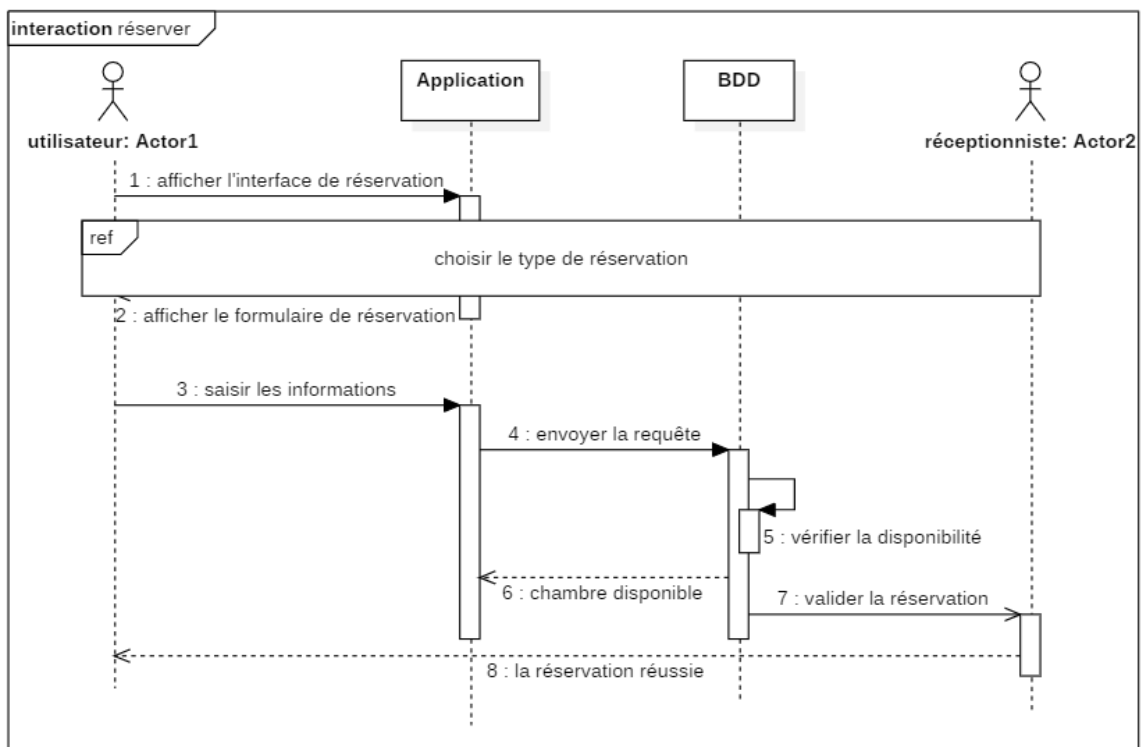 interaction réserver
Application
BDD
utilisateur: Actor1
réceptionniste: Actor2
1 : afficher l'interface de réservation
ref
choisir le type de réservation
2 : afficher le formulaire de réservation
3 : saisir les informations
4 : envoyer la requête
5 : vérifier la disponibilité
6 : chambre disponible
7 : valider la réservation
8 : la réservation réussie